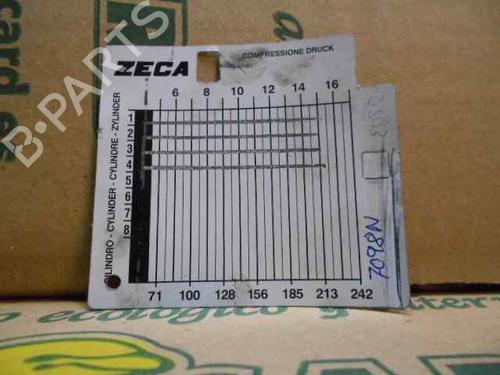 B-PARTS
ZECA
COMPRESSIONE DRUCK
6 8 10 12 14 16
1
2
3
4
5
6
7
8
CILINDRO - CYLINDER - CYLINDRE - ZYLINDER
71 100 128 156 185 213 242
7098N
ecológico y